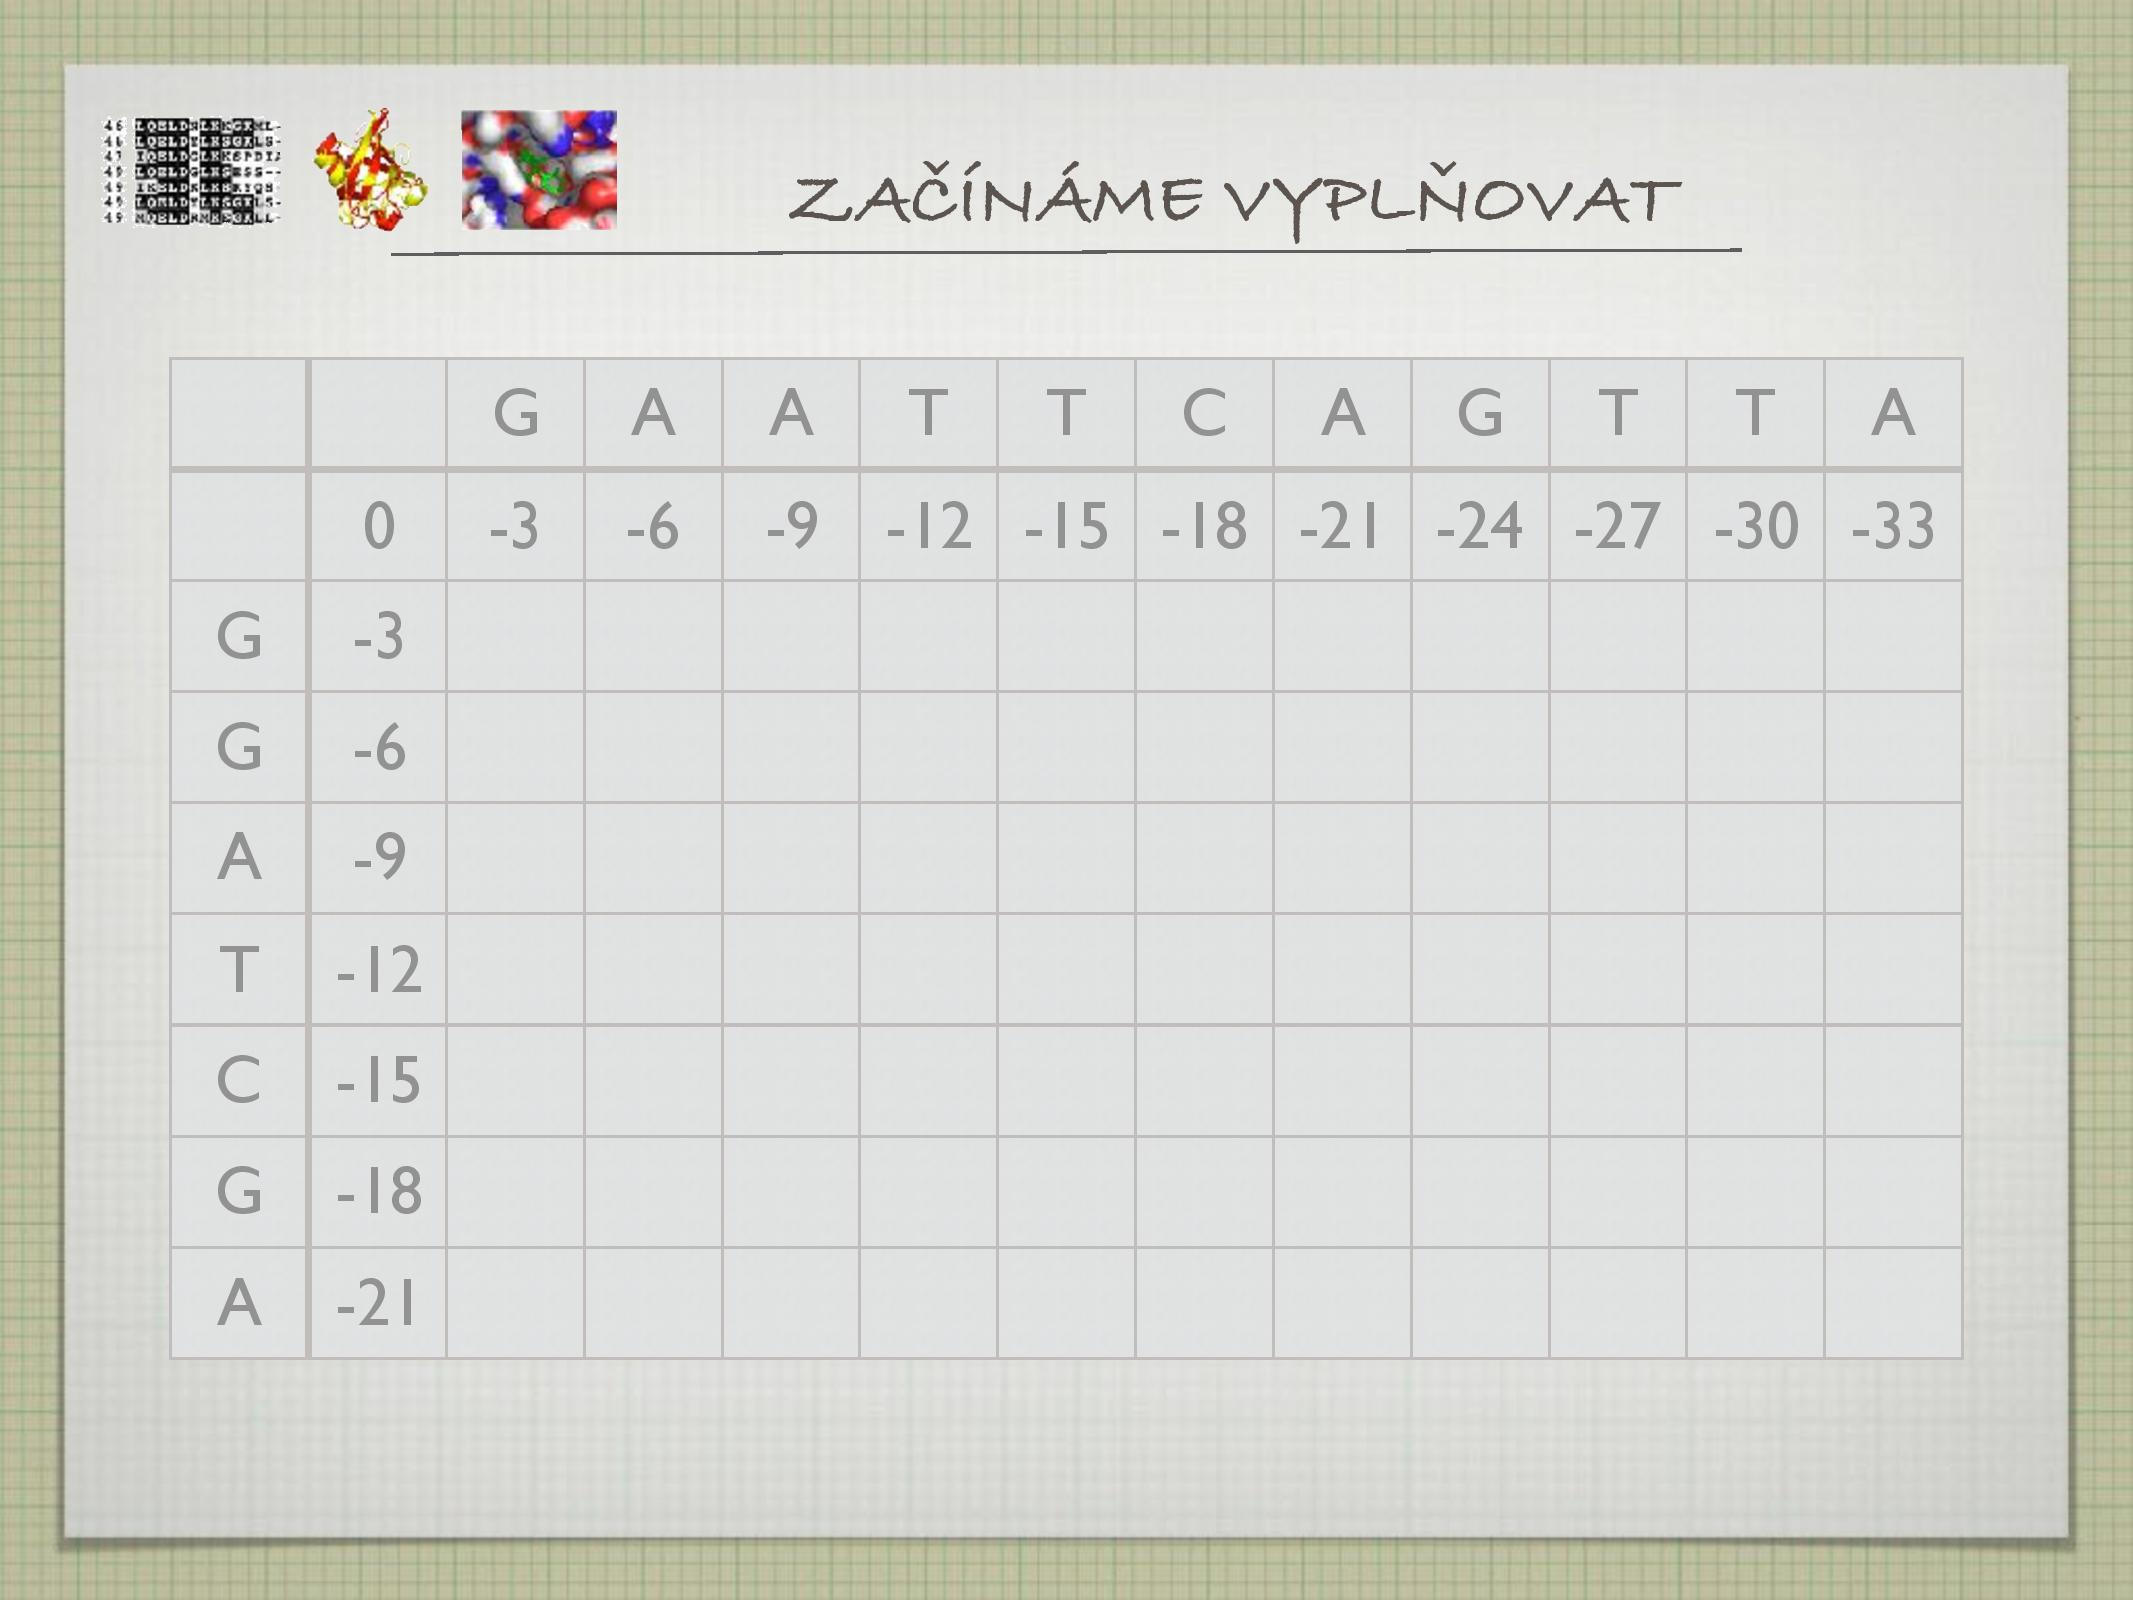 ZAČÍNÁME VYPLŇOVAT
G A A T T C A G T T A
0 -3 -6 -9 -12 -15 -18 -21 -24 -27 -30 -33
G -3
G -6
A -9
T -12
C -15
G -18
A -21